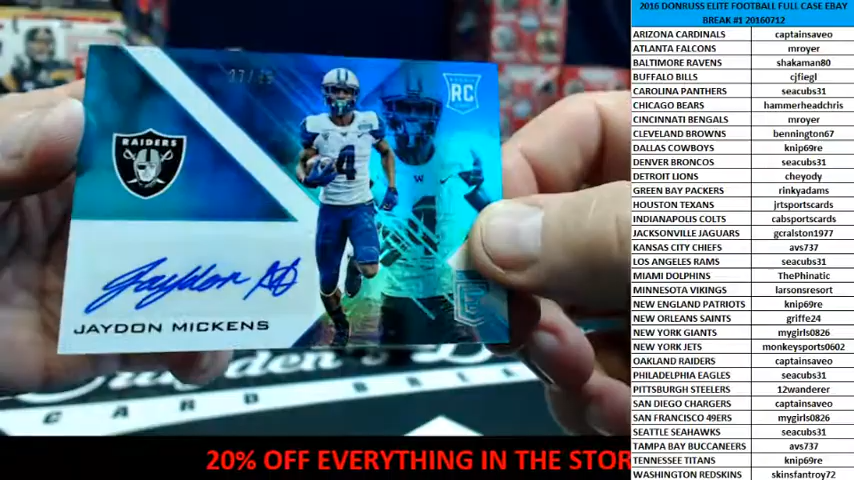 2016 DONRUSS ELITE FOOTBALL FULL CASE EBAY
BREAK #1 20160712
ARIZONA CARDINALS captainsaveo
ATLANTA FALCONS mroyer
BALTIMORE RAVENS shakaman80
BUFFALO BILLS cjfiegl
CAROLINA PANTHERS seacubs31
CHICAGO BEARS hammerheadchris
CINCINNATI BENGALS mroyer
CLEVELAND BROWNS bennington67
DALLAS COWBOYS knip69re
DENVER BRONCOS seacubs31
DETROIT LIONS cheyody
GREEN BAY PACKERS rinkyadams
HOUSTON TEXANS jrtsportscards
INDIANAPOLIS COLTS cabsportscards
JACKSONVILLE JAGUARS gcralston1977
KANSAS CITY CHIEFS avs737
LOS ANGELES RAMS seacubs31
MIAMI DOLPHINS ThePhinatic
MINNESOTA VIKINGS larsonsresort
NEW ENGLAND PATRIOTS knip69re
NEW ORLEANS SAINTS griffe24
NEW YORK GIANTS mygirls0826
NEW YORK JETS monkeysports0602
OAKLAND RAIDERS captainsaveo
PHILADELPHIA EAGLES seacubs31
PITTSBURGH STEELERS 12wanderer
SAN DIEGO CHARGERS captainsaveo
SAN FRANCISCO 49ERS mygirls0826
SEATTLE SEAHAWKS seacubs31
TAMPA BAY BUCCANEERS avs737
TENNESSEE TITANS knip69re
WASHINGTON REDSKINS skinsfantroy72
RC
RAIDERS
4
W
JAYDON MICKENS
CARD
20% OFF EVERYTHING IN THE STOR